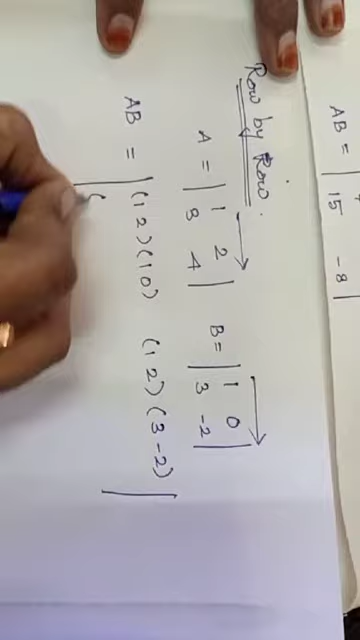 Row by Row.
A = | 1 2 | B = | 1 0 |
| 3 4 | | 3 -2 |
AB = | (1 2) (1 0) (1 2) (3 -2) |
AB =
15 -8 |